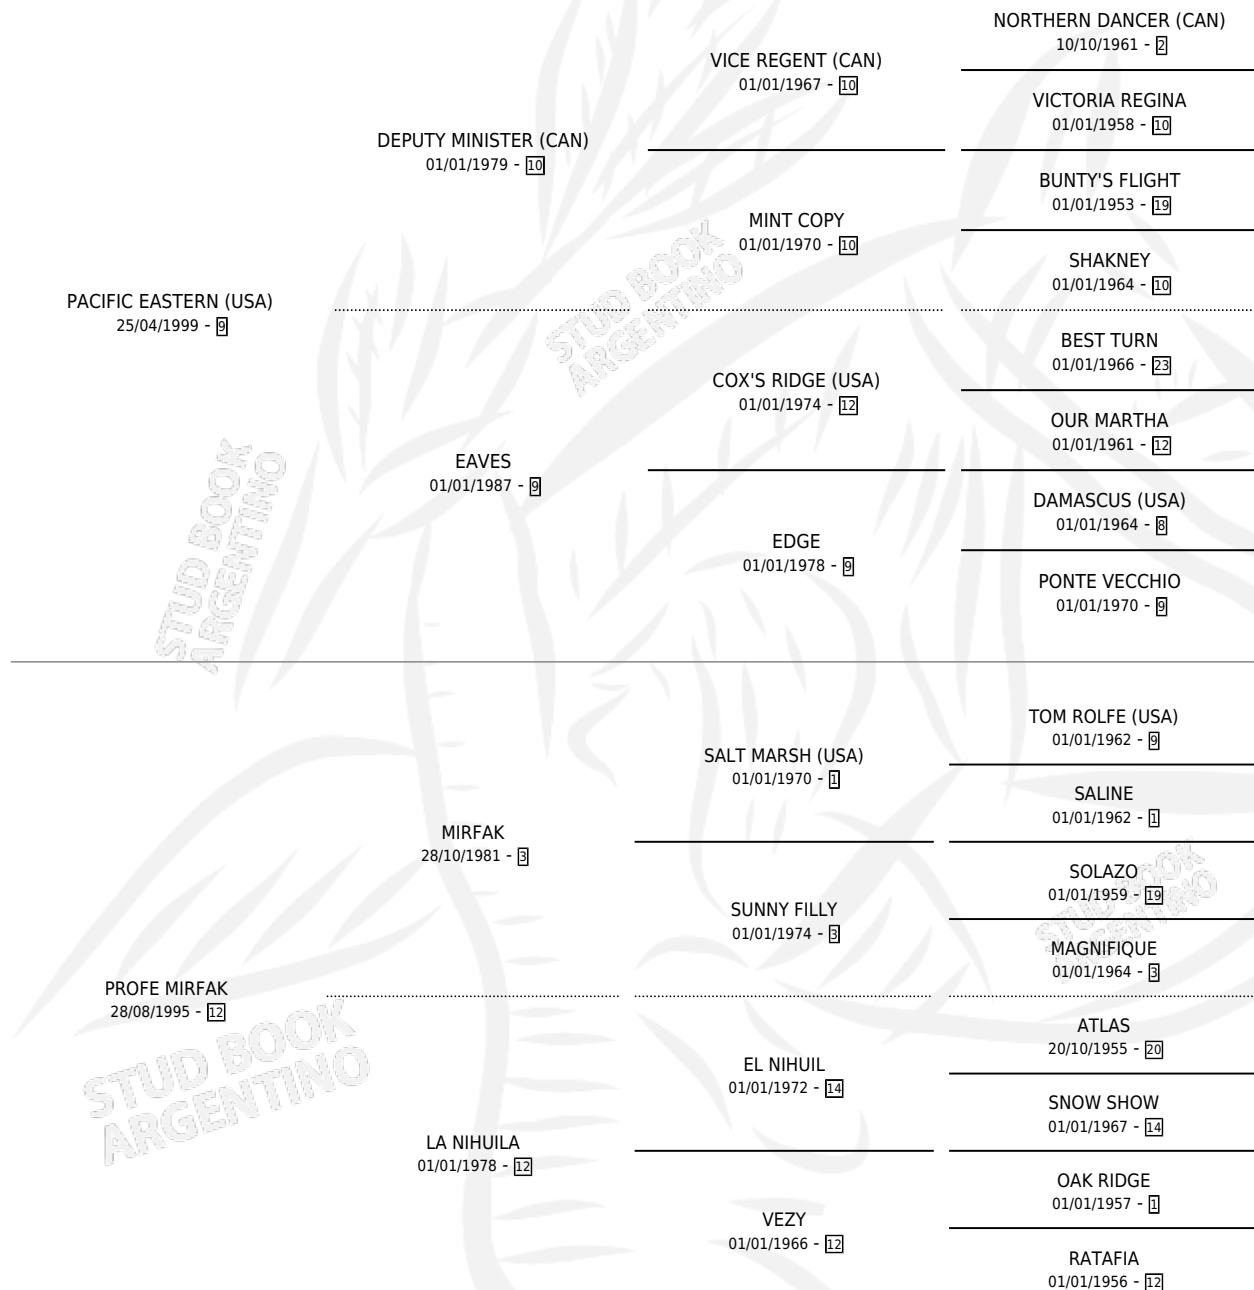 NORTHERN DANCER (CAN)
10/10/1961 - 2
VICE REGENT (CAN)
01/01/1967 - 10
VICTORIA REGINA
01/01/1958 - 10
DEPUTY MINISTER (CAN)
01/01/1979 - 10
BUNTY'S FLIGHT
01/01/1953 - 19
MINT COPY
01/01/1970 - 10
SHAKNEY
01/01/1964 - 10
PACIFIC EASTERN (USA)
25/04/1999 - 9
BEST TURN
01/01/1966 - 23
COX'S RIDGE (USA)
01/01/1974 - 12
OUR MARTHA
01/01/1961 - 12
EAVES
01/01/1987 - 9
DAMASCUS (USA)
01/01/1964 - 8
EDGE
01/01/1978 - 9
PONTE VECCHIO
01/01/1970 - 9
TOM ROLFE (USA)
01/01/1962 - 9
SALT MARSH (USA)
01/01/1970 - 1
SALINE
01/01/1962 - 1
MIRFAK
28/10/1981 - 3
SOLAZO
01/01/1959 - 19
SUNNY FILLY
01/01/1974 - 3
MAGNIFIQUE
01/01/1964 - 3
PROFE MIRFAK
28/08/1995 - 12
ATLAS
20/10/1955 - 20
EL NIHUIL
01/01/1972 - 14
SNOW SHOW
01/01/1967 - 14
LA NIHUILA
01/01/1978 - 12
OAK RIDGE
01/01/1957 - 1
VEZY
01/01/1966 - 12
RATAFIA
01/01/1956 - 12
STUD BOOK
ARGENTINO
STUD BOOK
ARGENTINO
STUD BOOK
ARGENTINO
STUD BOOK
ARGENTINO